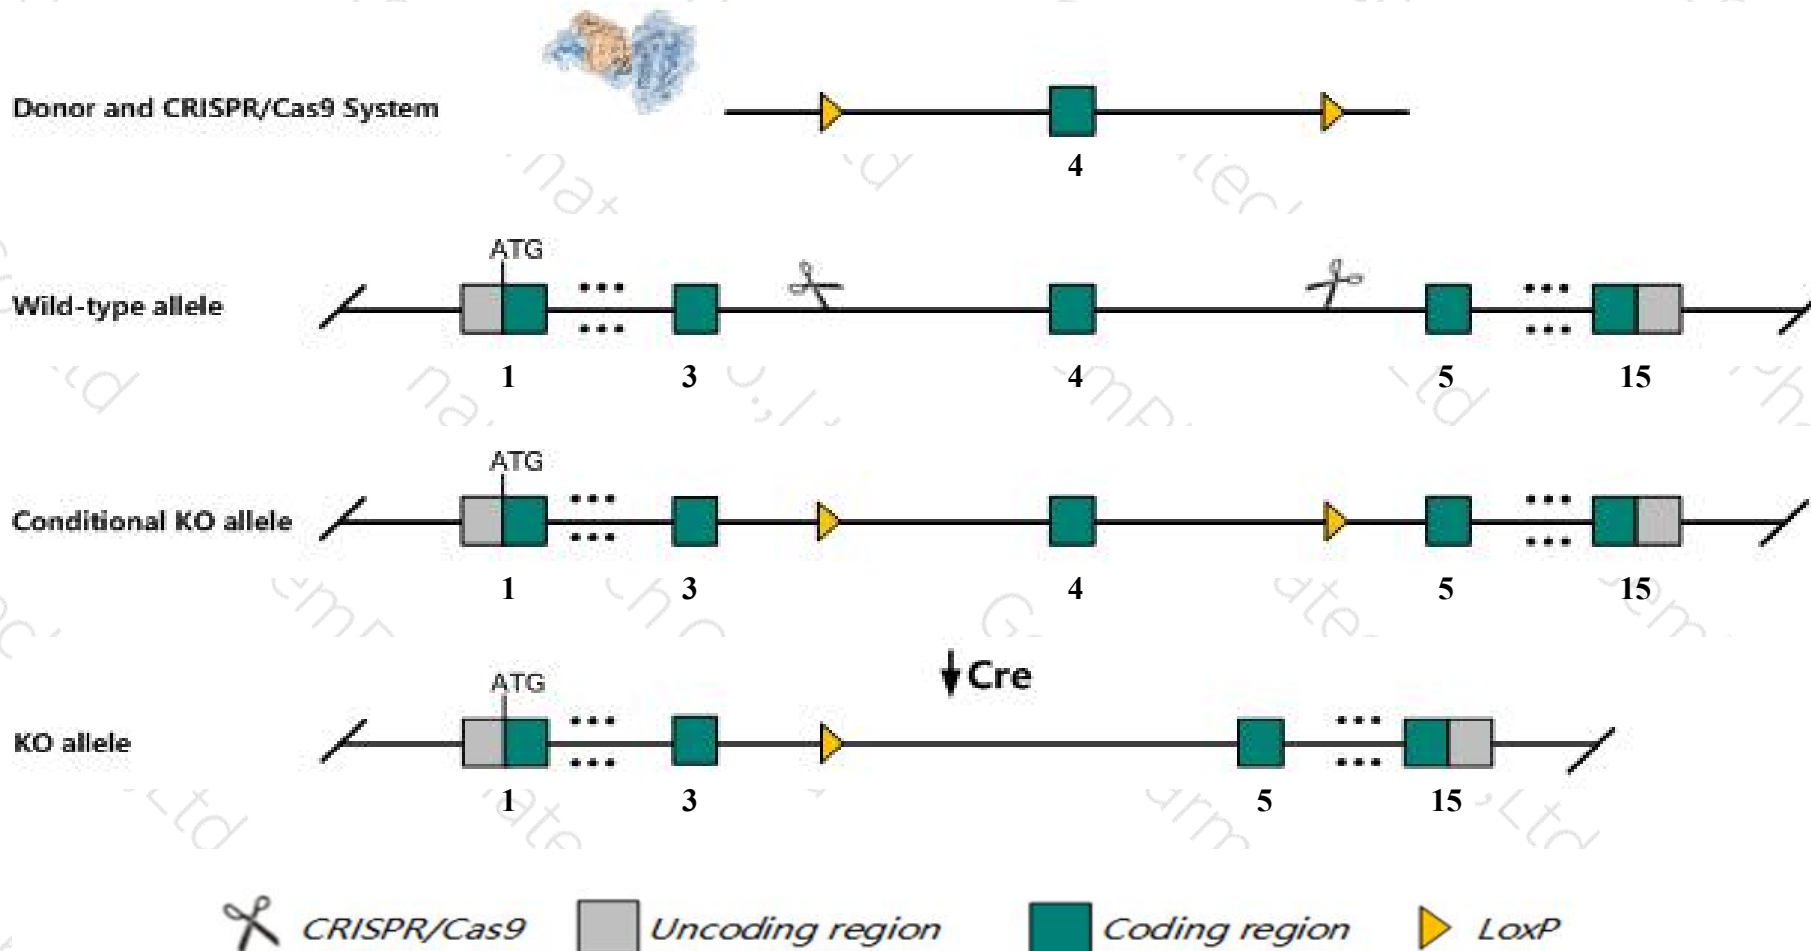 Donor and CRISPR/Cas9 System
4
ATG
Wild-type allele
1 3 4 5 15
ATG
Conditional KO allele
1 3 4 5 15
Cre
ATG
KO allele
1 3 5 15
CRISPR/Cas9 Uncoding region Coding region LoxP